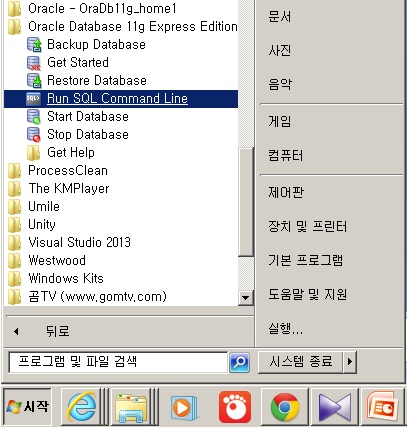 Oracle - OraDb11g_home1
Oracle Database 11g Express Edition
Backup Database
Get Started
Restore Database
Run SQL Command Line
Start Database
Stop Database
Get Help
ProcessClean
The KMPlayer
Umile
Unity
Visual Studio 2013
Westwood
Windows Kits
곰TV (www.gomtv.com)
뒤로
프로그램 및 파일 검색
문서
사진
음악
게임
컴퓨터
제어판
장치 및 프린터
기본 프로그램
도움말 및 지원
실행...
시스템 종료
시작